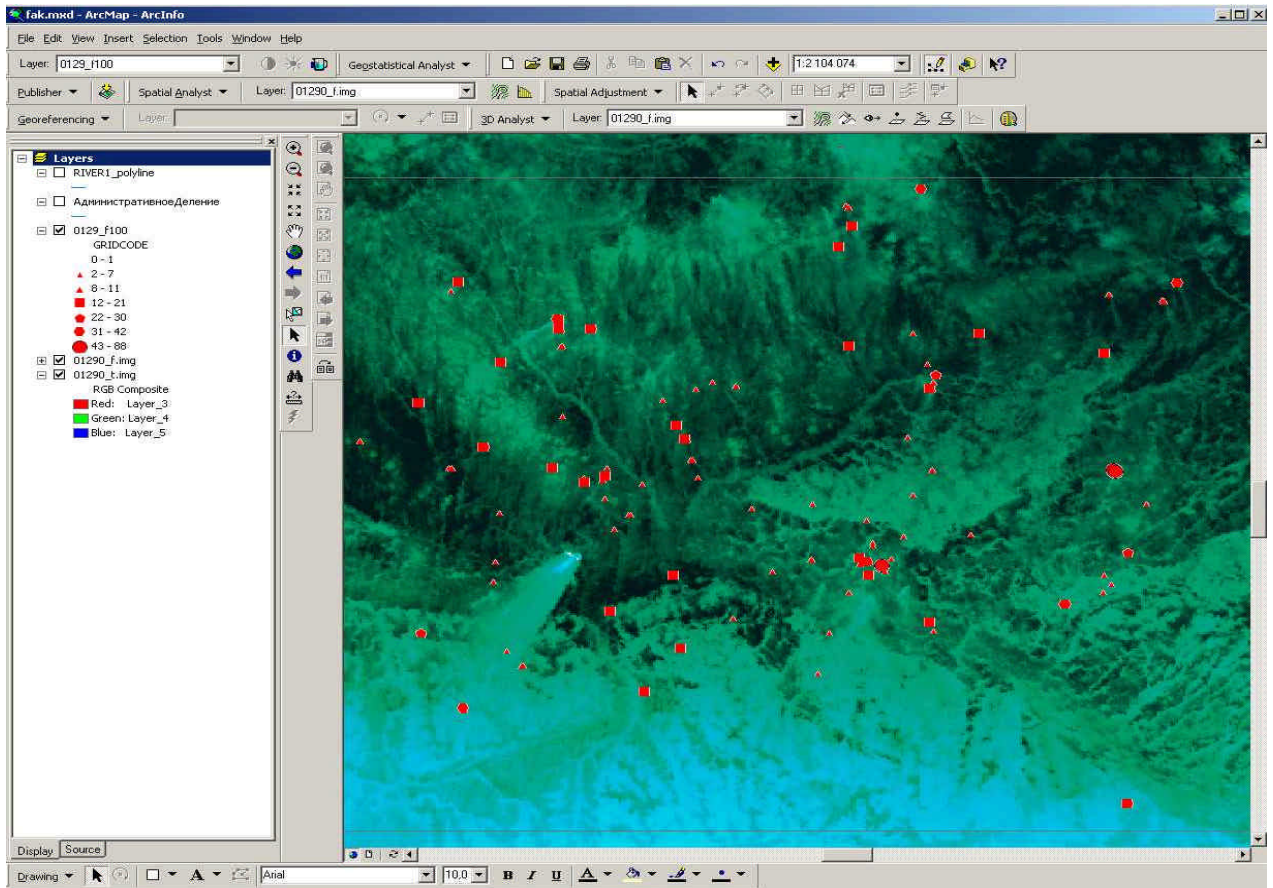 fak.mxd - ArcMap - ArcInfo
File Edit View Insert Selection Tools Window Help
Layer: 0129_f100 Geostatistical Analyst 1:2 104 074
Publisher Spatial Analyst Layer: 01290_f.img Spatial Adjustment
Georeferencing Layer: 3D Analyst Layer: 01290_f.img
Layers
RIVER1_polyline
АдминистративноеДеление
0129_f100
GRIDCODE
0 - 1
2 - 7
8 - 11
12 - 21
22 - 30
31 - 42
43 - 88
01290_f.img
01290_t.img
RGB Composite
Red: Layer_3
Green: Layer_4
Blue: Layer_5
Display Source
Drawing A Arial 10,0 B I U A